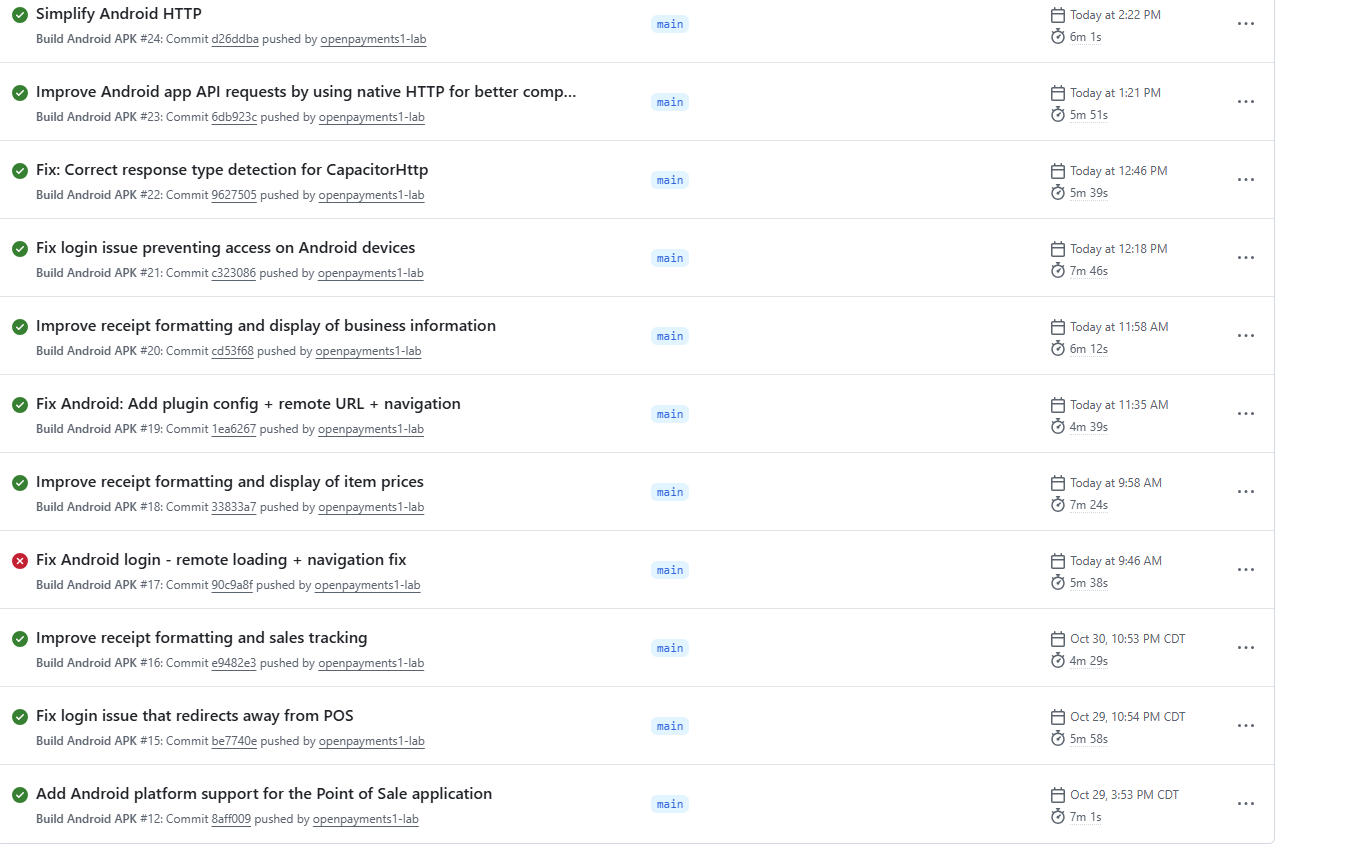 Simplify Android HTTP
main
Today at 2:22 PM
Build Android APK #24: Commit d26ddba pushed by openpayments1-lab
6m 1s
Improve Android app API requests by using native HTTP for better comp...
main
Today at 1:21 PM
Build Android APK #23: Commit 6db923c pushed by openpayments1-lab
5m 51s
Fix: Correct response type detection for CapacitorHttp
main
Today at 12:46 PM
Build Android APK #22: Commit 9627505 pushed by openpayments1-lab
5m 39s
Fix login issue preventing access on Android devices
main
Today at 12:18 PM
Build Android APK #21: Commit c323086 pushed by openpayments1-lab
7m 46s
Improve receipt formatting and display of business information
main
Today at 11:58 AM
Build Android APK #20: Commit cd53f68 pushed by openpayments1-lab
6m 12s
Fix Android: Add plugin config + remote URL + navigation
main
Today at 11:35 AM
Build Android APK #19: Commit 1ea6267 pushed by openpayments1-lab
4m 39s
Improve receipt formatting and display of item prices
main
Today at 9:58 AM
Build Android APK #18: Commit 33833a7 pushed by openpayments1-lab
7m 24s
Fix Android login - remote loading + navigation fix
main
Today at 9:46 AM
Build Android APK #17: Commit 90c9a8f pushed by openpayments1-lab
5m 38s
Improve receipt formatting and sales tracking
main
Oct 30, 10:53 PM CDT
Build Android APK #16: Commit e9482e3 pushed by openpayments1-lab
4m 29s
Fix login issue that redirects away from POS
main
Oct 29, 10:54 PM CDT
Build Android APK #15: Commit be7740e pushed by openpayments1-lab
5m 58s
Add Android platform support for the Point of Sale application
main
Oct 29, 3:53 PM CDT
Build Android APK #12: Commit 8aff009 pushed by openpayments1-lab
7m 1s